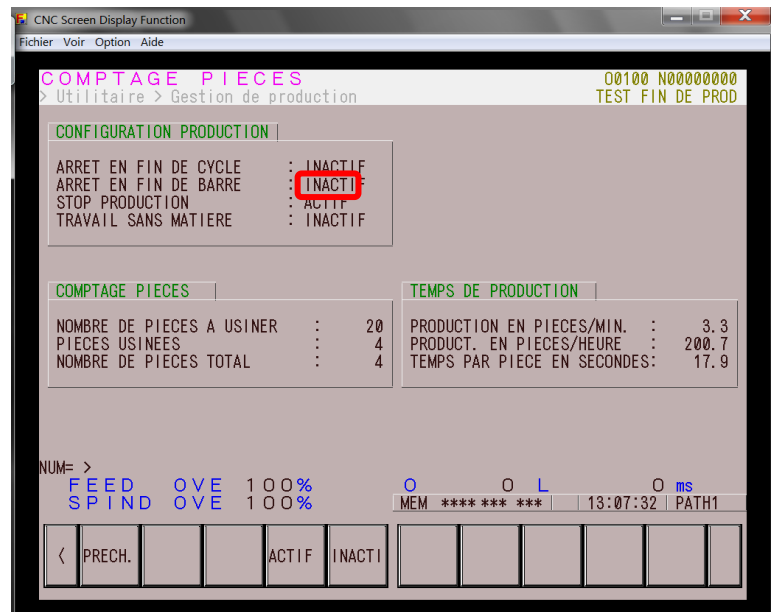 CNC Screen Display Function
Fichier Voir Option Aide
COMPTAGE PIECES O0100 N00000000
> Utilitaire > Gestion de production TEST FIN DE PROD
CONFIGURATION PRODUCTION
ARRET EN FIN DE CYCLE : INACTIF
ARRET EN FIN DE BARRE : INACTIF
STOP PRODUCTION : ACTIF
TRAVAIL SANS MATIERE : INACTIF
COMPTAGE PIECES
NOMBRE DE PIECES A USINER : 20
PIECES USINEES : 4
NOMBRE DE PIECES TOTAL : 4
TEMPS DE PRODUCTION
PRODUCTION EN PIECES/MIN. : 3.3
PRODUCT. EN PIECES/HEURE : 200.7
TEMPS PAR PIECE EN SECONDES: 17.9
NUM= >
FEED OVE 100% O O L O ms
SPIND OVE 100% MEM **** *** *** 13:07:32 PATH1
< PRECH. ACTIF INACTI